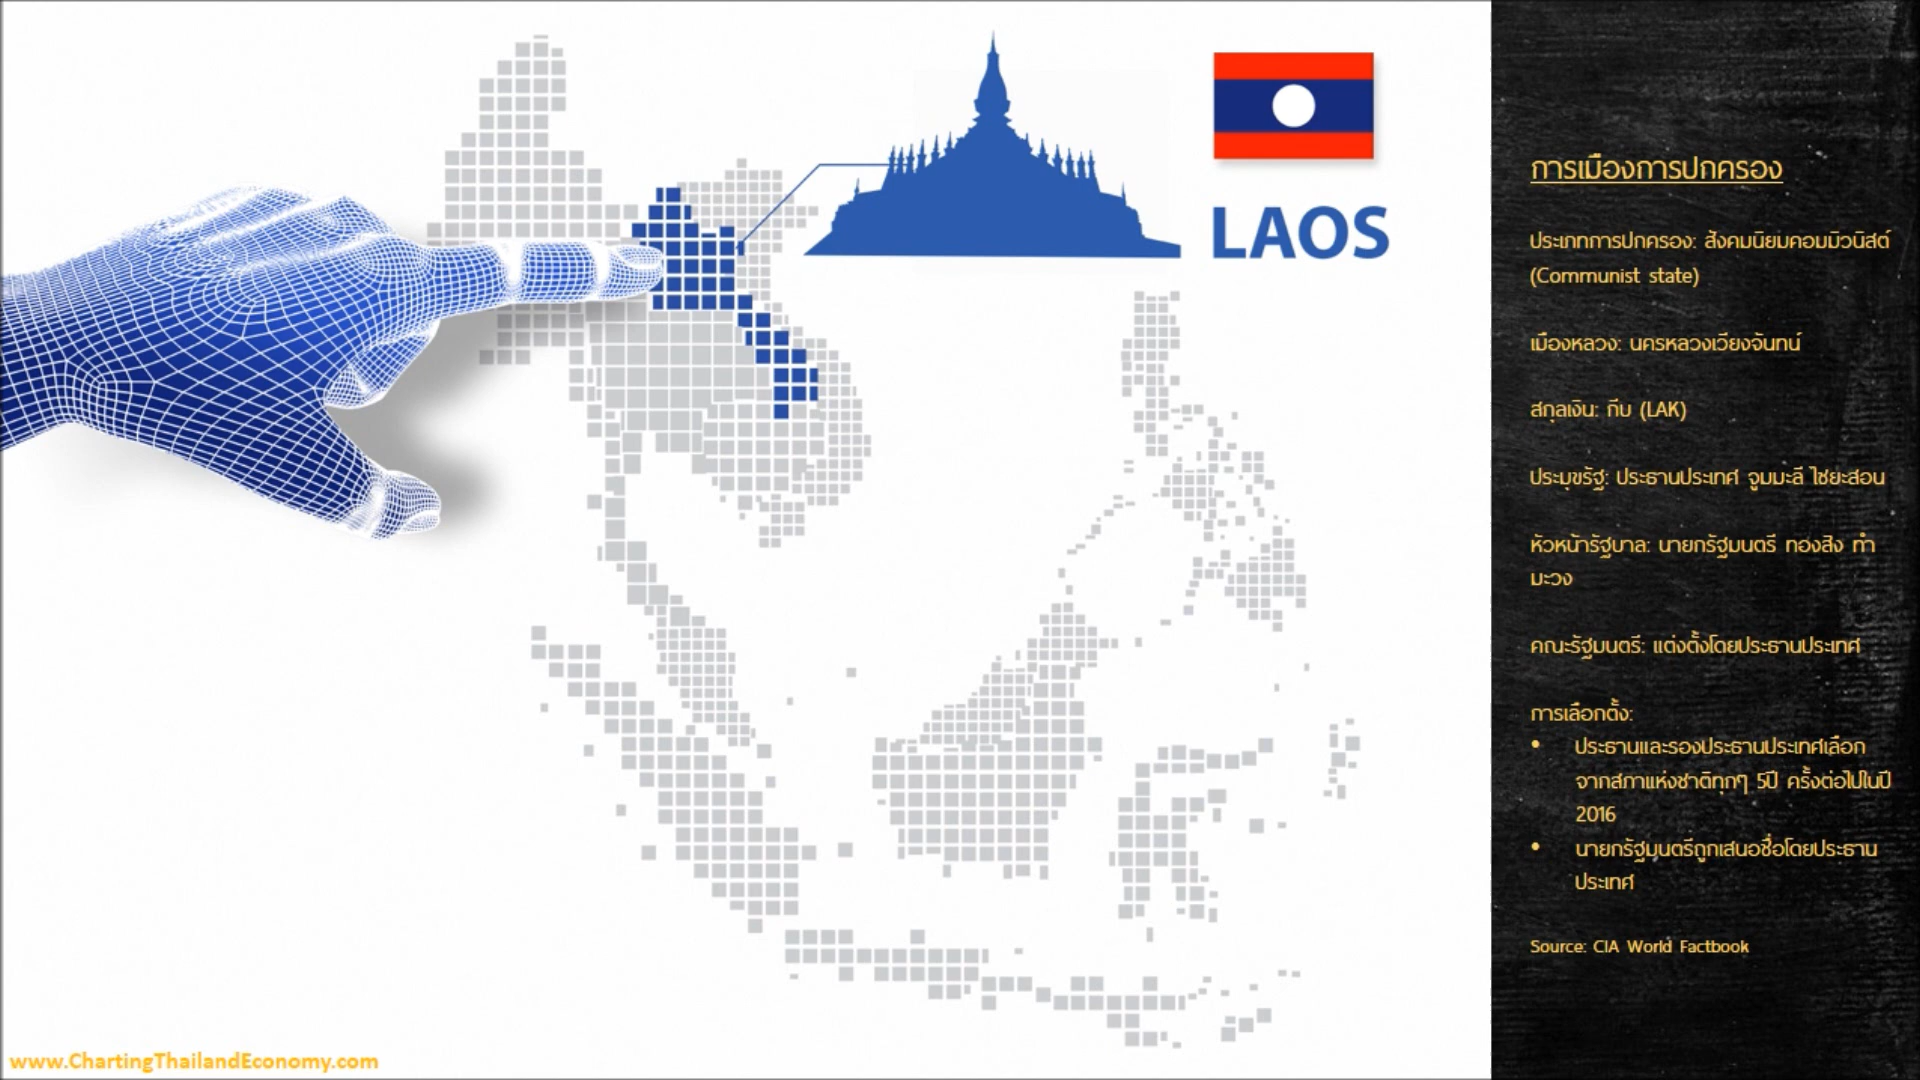 LAOS
การเมืองการปกครอง
ประเภทการปกครอง: สังคมนิยมคอมมิวนิสต์
(Communist state)
เมืองหลวง: นครหลวงเวียงจันทน์
สกุลเงิน: กีบ (LAK)
ประมุขรัฐ: ประธานประเทศ จูมมะลี ไซยะสอน
หัวหน้ารัฐบาล: นายกรัฐมนตรี ทองสิง ทำ
มะวง
คณะรัฐมนตรี: แต่งตั้งโดยประธานประเทศ
การเลือกตั้ง:
• ประธานและรองประธานประเทศเลือก
จากสภาแห่งชาติทุกๆ 5ปี ครั้งต่อไปในปี
2016
• นายกรัฐมนตรีถูกเสนอชื่อโดยประธาน
ประเทศ
Source: CIA World Factbook
www.ChartingThailandEconomy.com